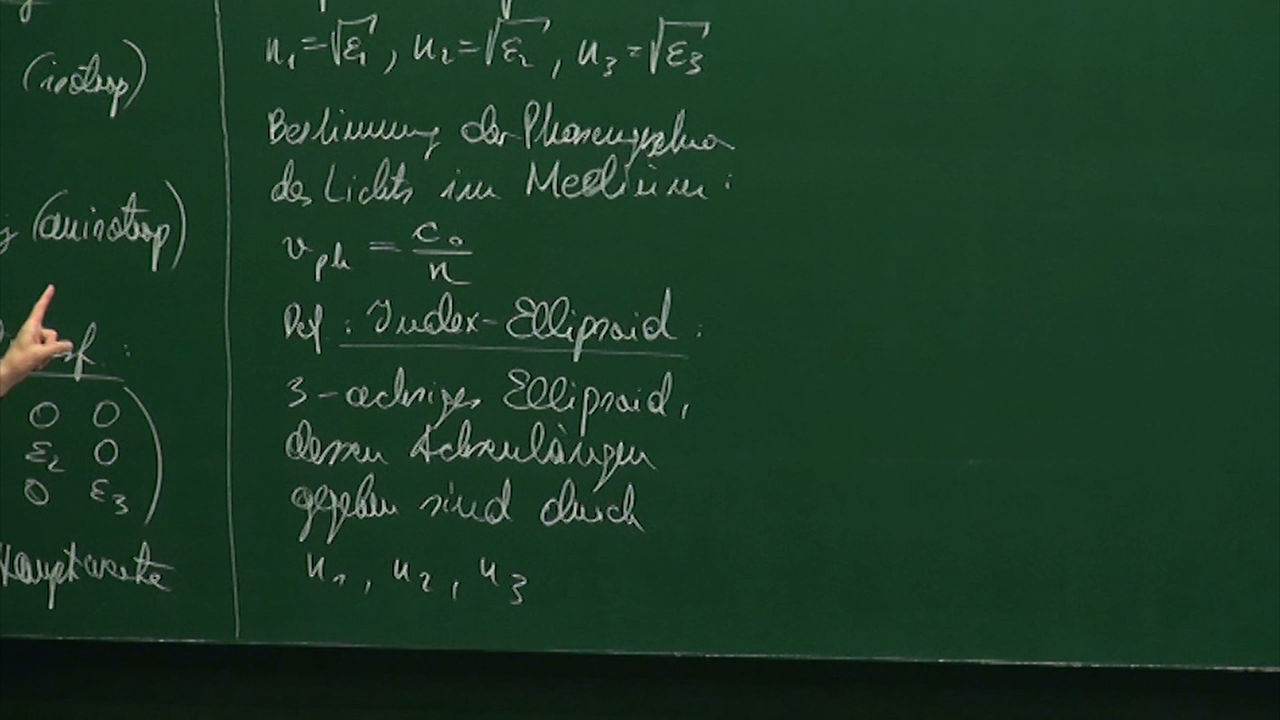 (isotrop)
(anisotrop)
0 0
ε₂ 0
0 ε₃
Hauptwerte
n₁ = √ε₁, n₂ = √ε₂, n₃ = √ε₃
Bestimmung der Phasengeschw
des Lichts im Medium:
v_ph = c₀/n
Def.: Index-Ellipsoid:
3-achsiges Ellipsoid,
dessen Achsenlängen
gegeben sind durch
n₁, n₂, n₃